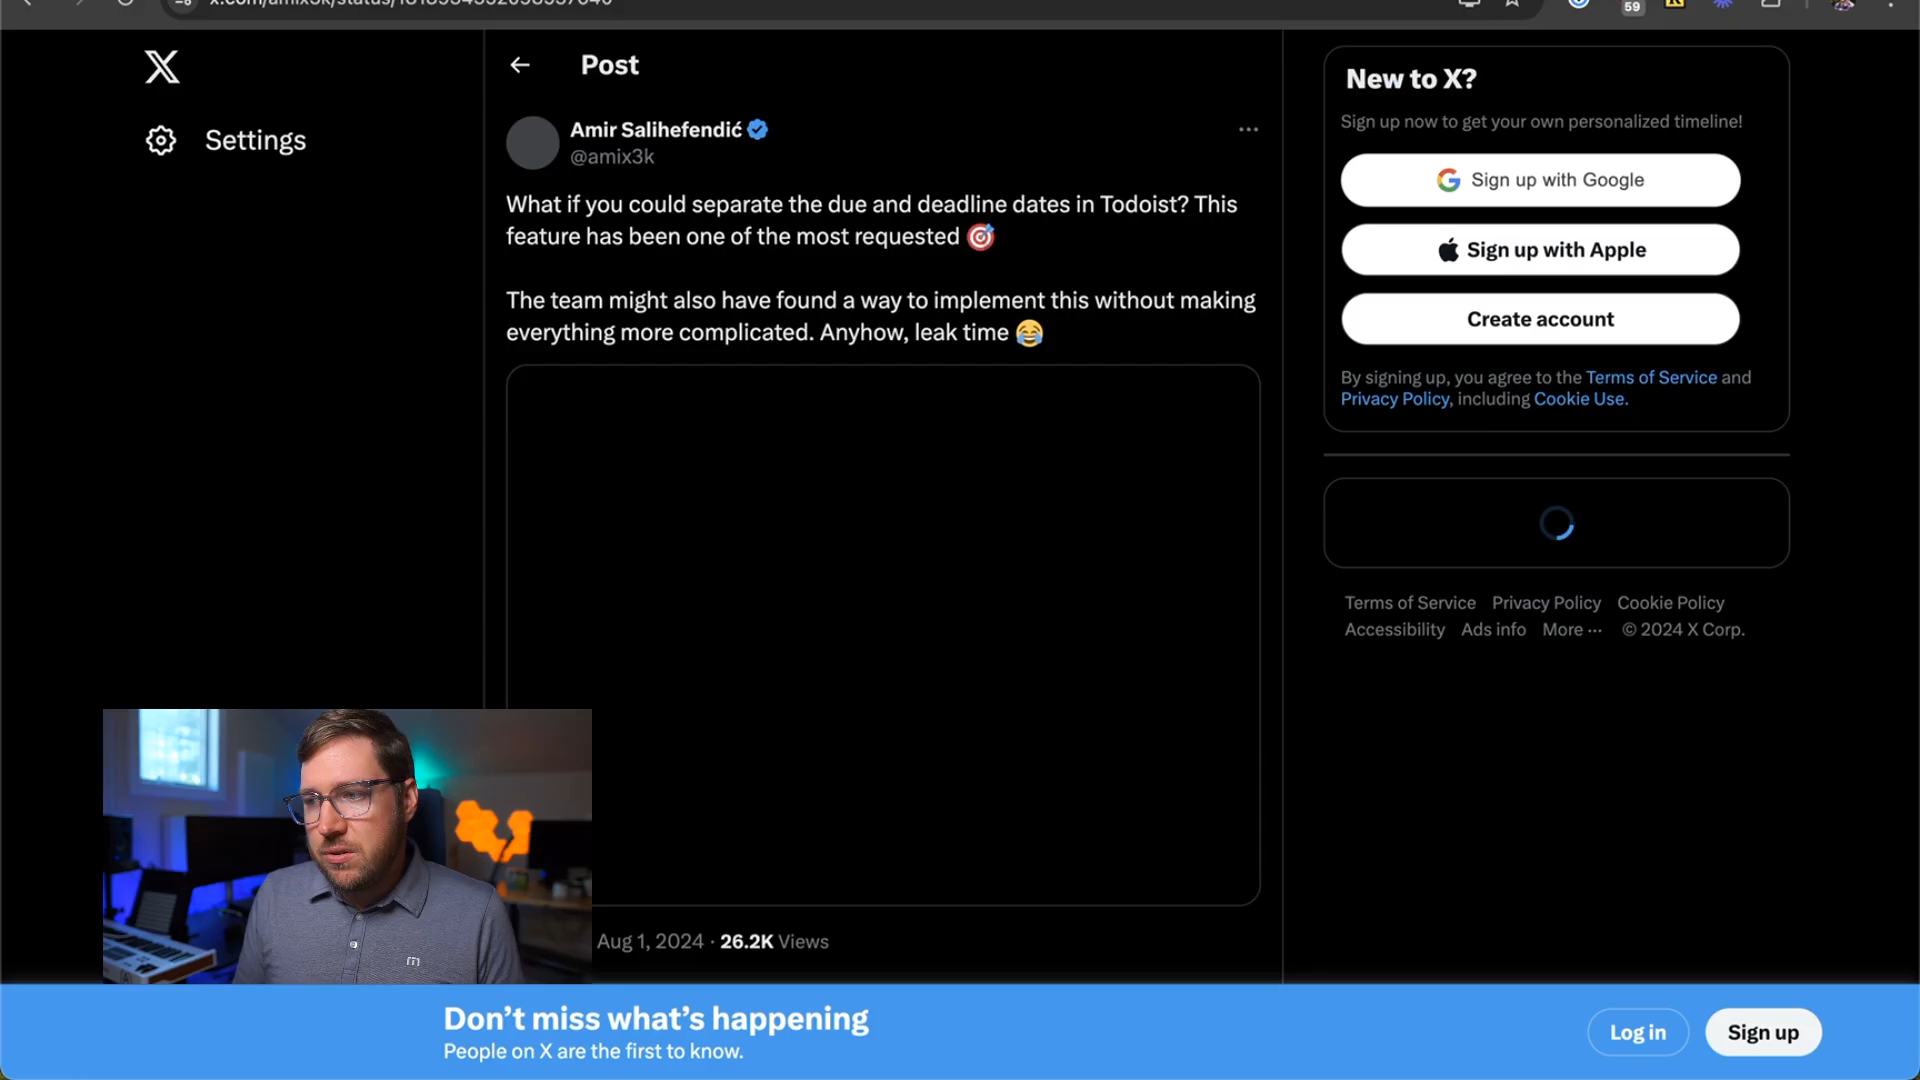 59
Post
Settings
Amir Salihefendić
@amix3k
What if you could separate the due and deadline dates in Todoist? This
feature has been one of the most requested 🎯
The team might also have found a way to implement this without making
everything more complicated. Anyhow, leak time 😂
Aug 1, 2024 · 26.2K Views
New to X?
Sign up now to get your own personalized timeline!
Sign up with Google
Sign up with Apple
Create account
By signing up, you agree to the Terms of Service and
Privacy Policy, including Cookie Use.
Terms of Service Privacy Policy Cookie Policy
Accessibility Ads info More ··· © 2024 X Corp.
Don’t miss what’s happening
People on X are the first to know.
Log in
Sign up